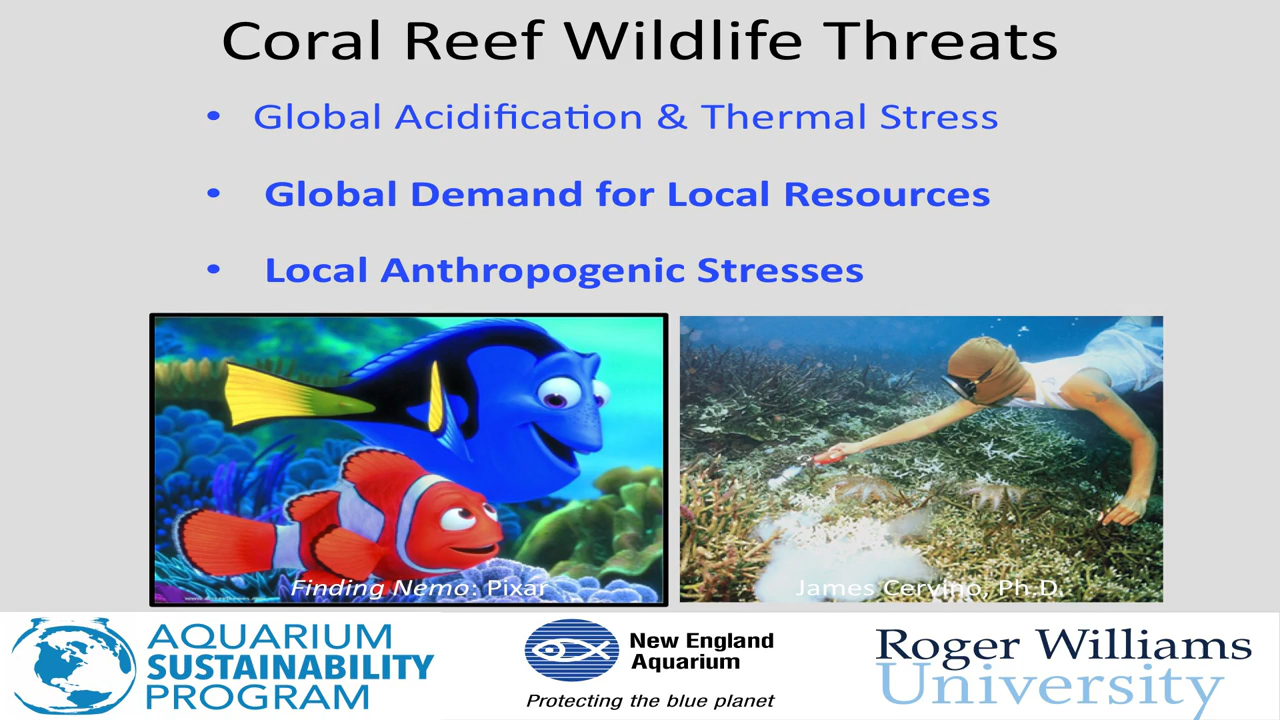 Coral Reef Wildlife Threats
• Global Acidification & Thermal Stress
• Global Demand for Local Resources
• Local Anthropogenic Stresses
Finding Nemo: Pixar
James Cervino, Ph.D.
AQUARIUM
SUSTAINABILITY
PROGRAM
New England
Aquarium
Protecting the blue planet
Roger Williams
University